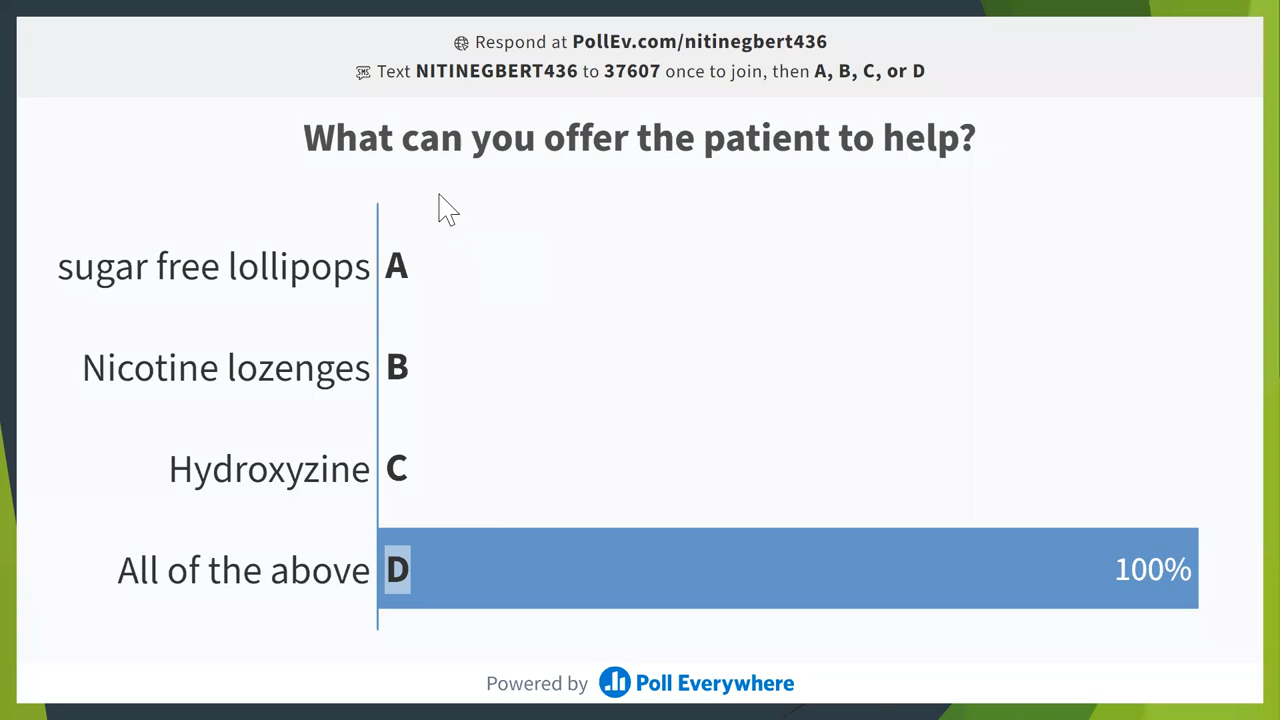 Respond at PollEv.com/nitinegbert436
Text NITINEGBERT436 to 37607 once to join, then A, B, C, or D
What can you offer the patient to help?
sugar free lollipops A
Nicotine lozenges B
Hydroxyzine C
All of the above D 100%
Powered by Poll Everywhere